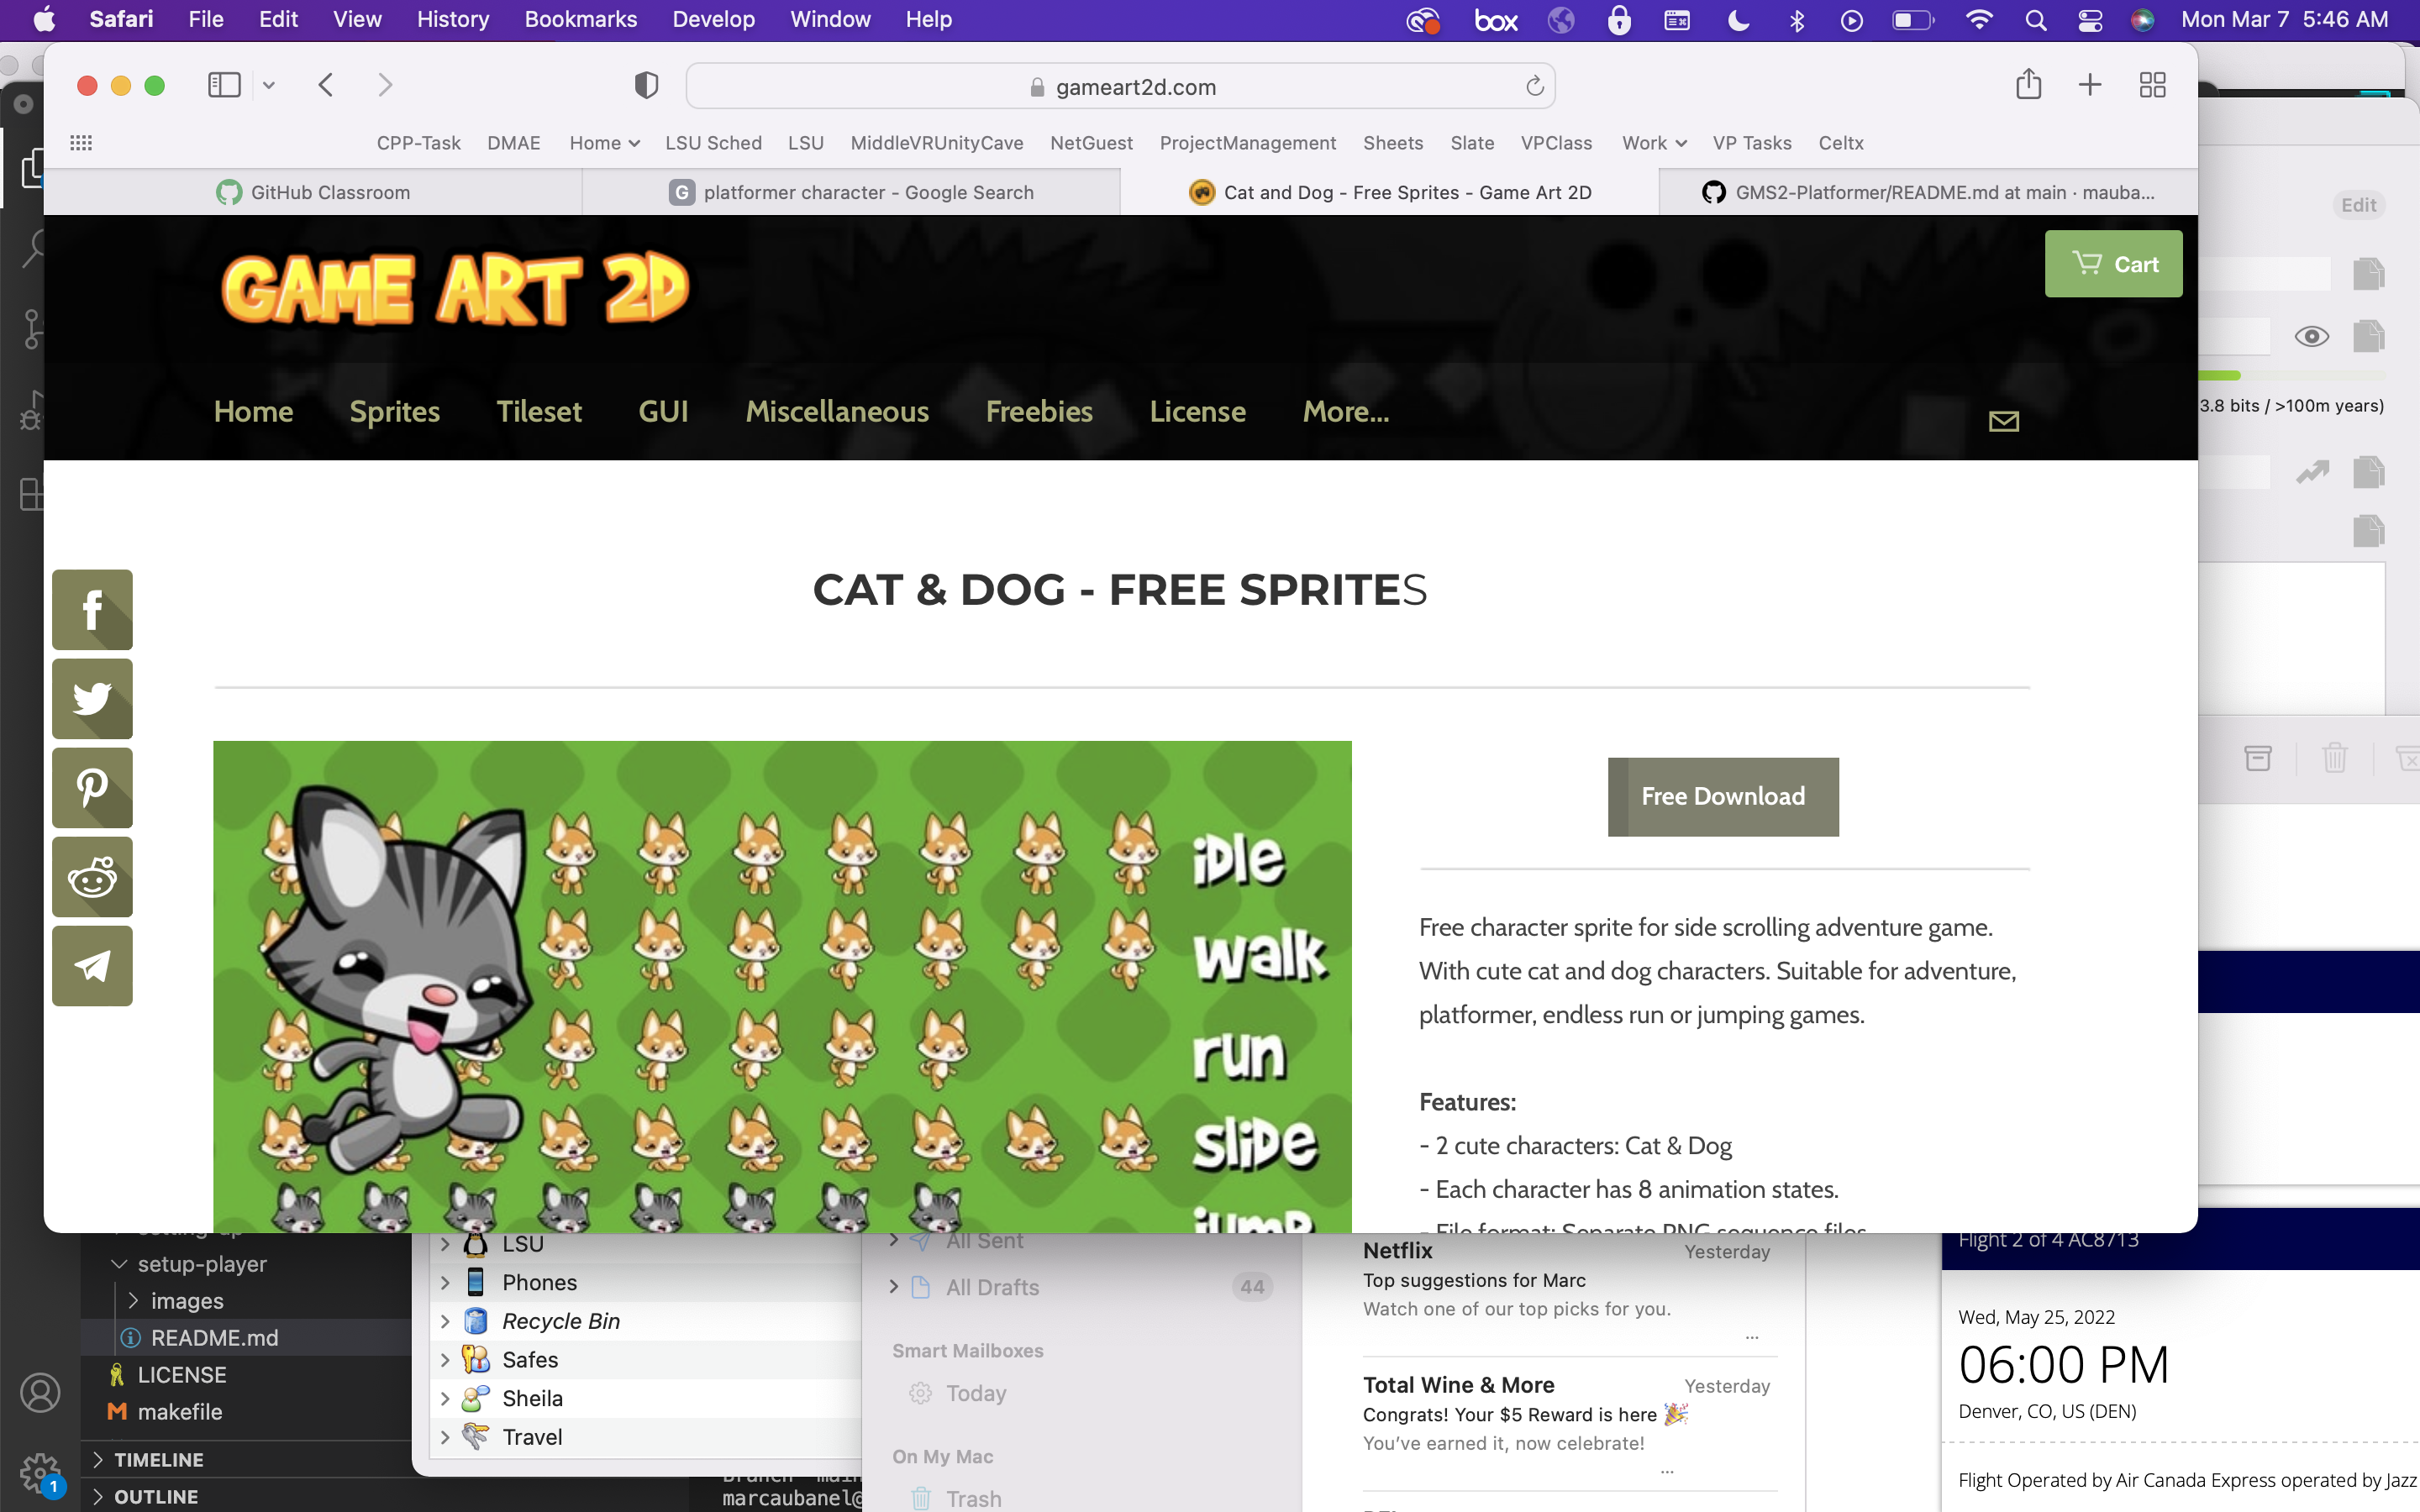 Safari File Edit View History Bookmarks Develop Window Help
box
Mon Mar 7 5:46 AM
gameart2d.com
CPP-Task DMAE Home LSU Sched LSU MiddleVRUnityCave NetGuest ProjectManagement Sheets Slate VPClass Work VP Tasks Celtx
GitHub Classroom
G platformer character - Google Search
Cat and Dog - Free Sprites - Game Art 2D
GMS2-Platformer/README.md at main · mauba...
Edit
GAME ART 2D
Cart
Home Sprites Tileset GUI Miscellaneous Freebies License More...
3.8 bits / >100m years)
CAT & DOG - FREE SPRITES
idle
walk
run
slide
jump
Free Download
Free character sprite for side scrolling adventure game.
With cute cat and dog characters. Suitable for adventure,
platformer, endless run or jumping games.
Features:
- 2 cute characters: Cat & Dog
- Each character has 8 animation states.
- File format: Separate PNG sequence files
setup-player
images
README.md
LICENSE
makefile
TIMELINE
OUTLINE
1
LSU
Phones
Recycle Bin
Safes
Sheila
Travel
marcaubanel@
All Sent
All Drafts 44
Smart Mailboxes
Today
On My Mac
Trash
Netflix Yesterday
Top suggestions for Marc
Watch one of our top picks for you.
...
Total Wine & More Yesterday
Congrats! Your $5 Reward is here 🎉
You've earned it, now celebrate!
...
Flight 2 of 4 AC8713
Wed, May 25, 2022
06:00 PM
Denver, CO, US (DEN)
Flight Operated by Air Canada Express operated by Jazz